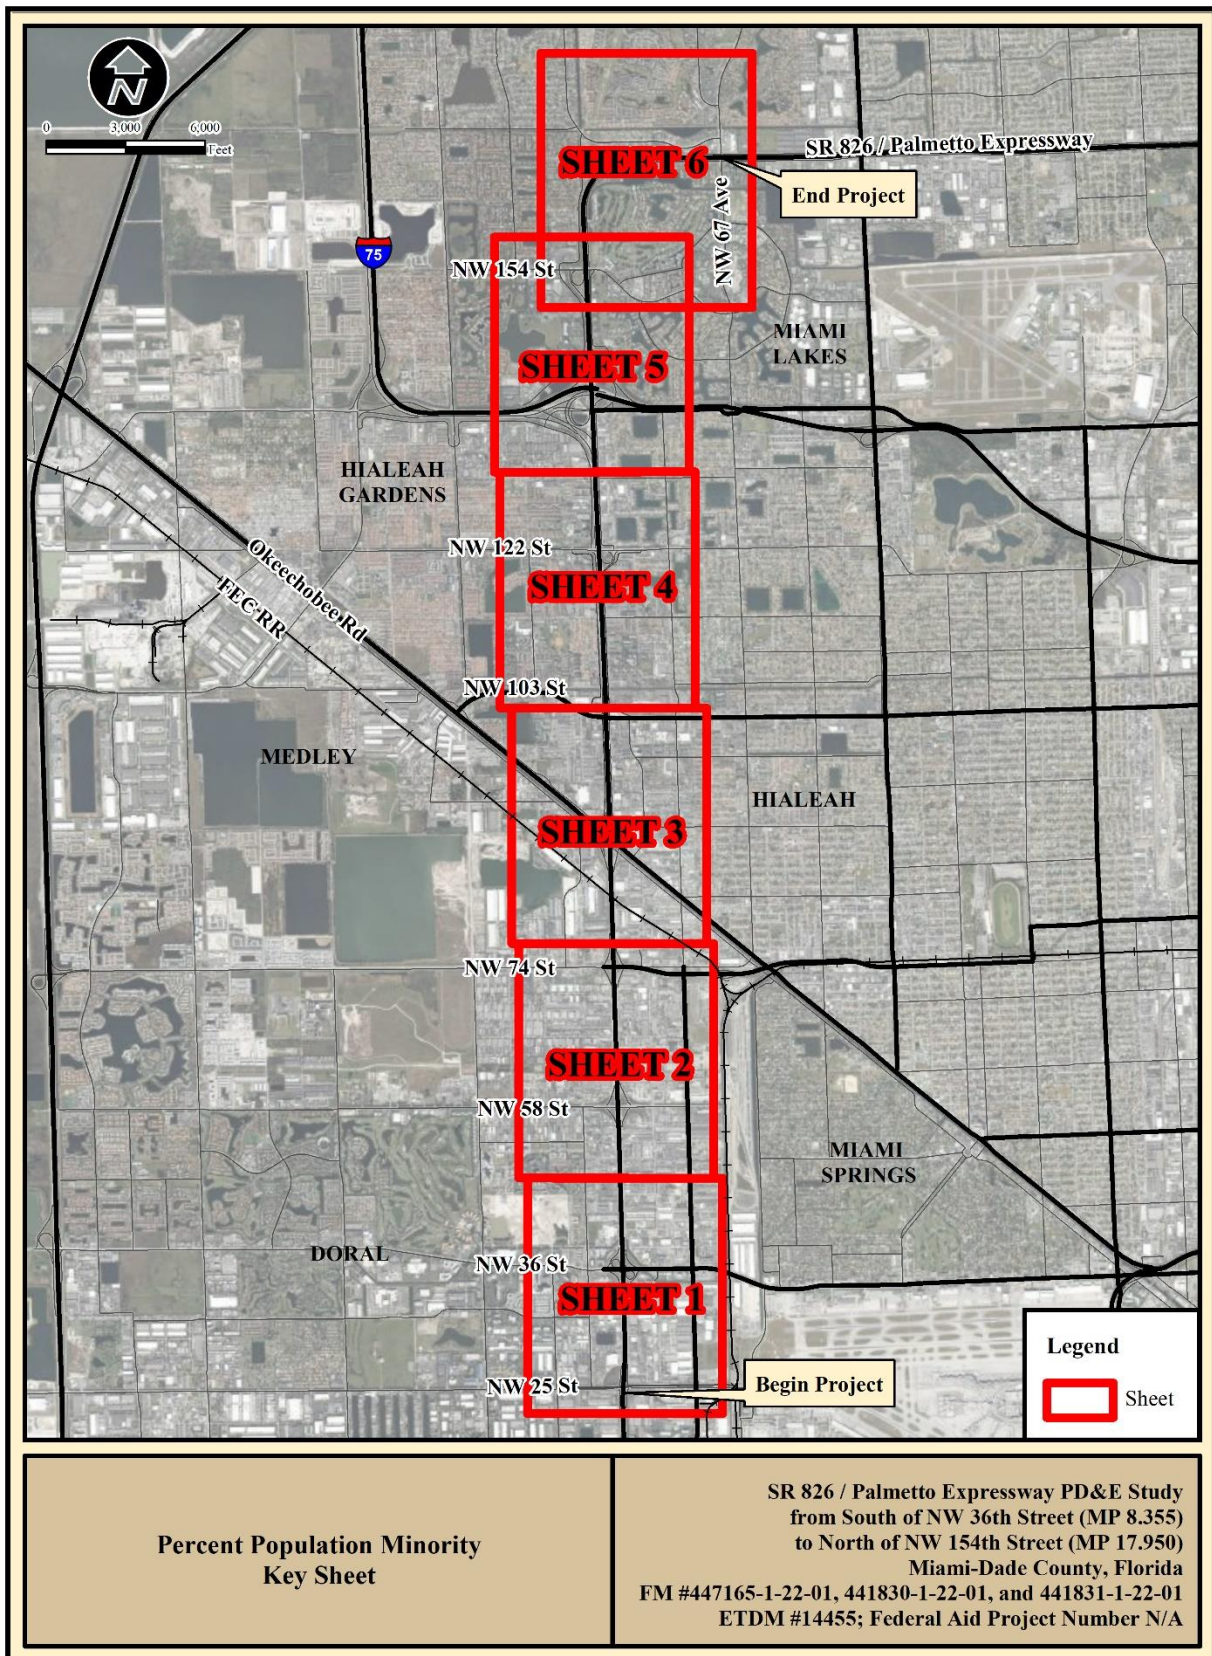 N
0 3,000 6,000
Feet
SHEET 6
SR 826 / Palmetto Expressway
End Project
NW 67 Ave
75
NW 154 St
MIAMI
LAKES
SHEET 5
HIALEAH
GARDENS
NW 122 St
Okeechobee Rd
FEC RR
SHEET 4
NW 103 St
MEDLEY
HIALEAH
SHEET 3
NW 74 St
SHEET 2
NW 58 St
MIAMI
SPRINGS
DORAL
NW 36 St
SHEET 1
NW 25 St
Begin Project
Legend
Sheet
Percent Population Minority
Key Sheet
SR 826 / Palmetto Expressway PD&E Study
from South of NW 36th Street (MP 8.355)
to North of NW 154th Street (MP 17.950)
Miami-Dade County, Florida
FM #447165-1-22-01, 441830-1-22-01, and 441831-1-22-01
ETDM #14455; Federal Aid Project Number N/A